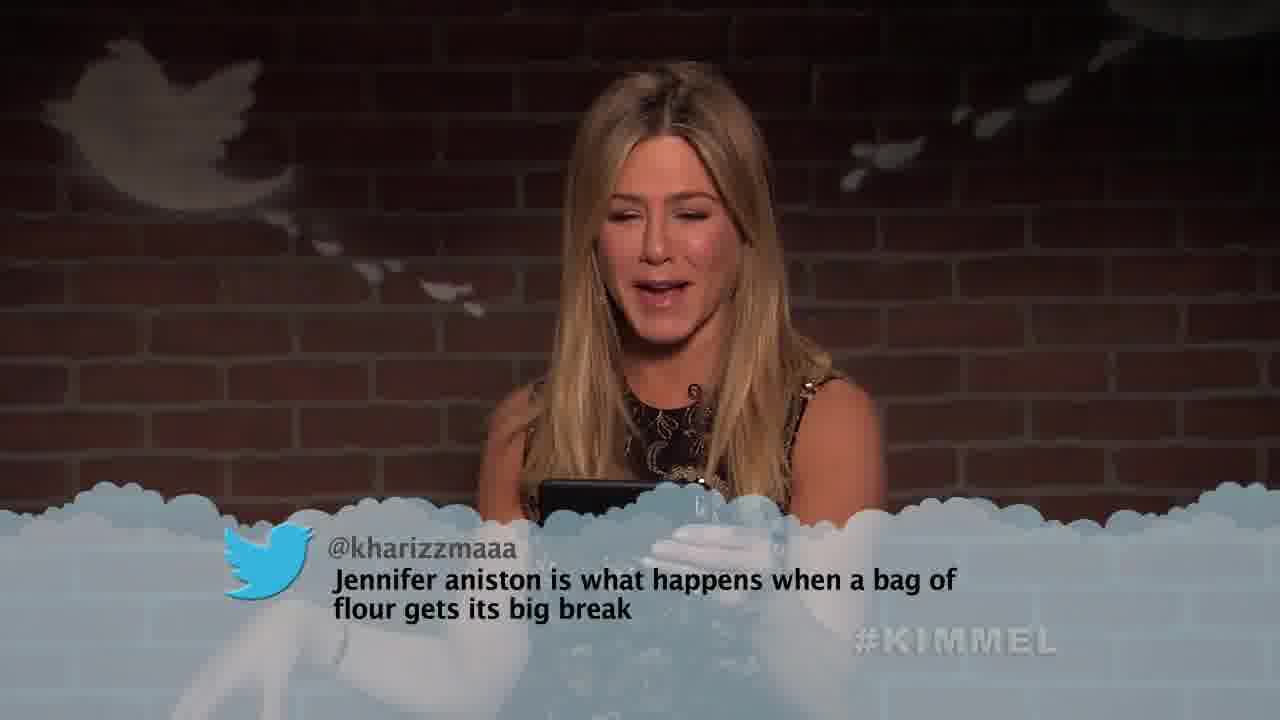 @kharizzmaaa
Jennifer aniston is what happens when a bag of
flour gets its big break
#KIMMEL